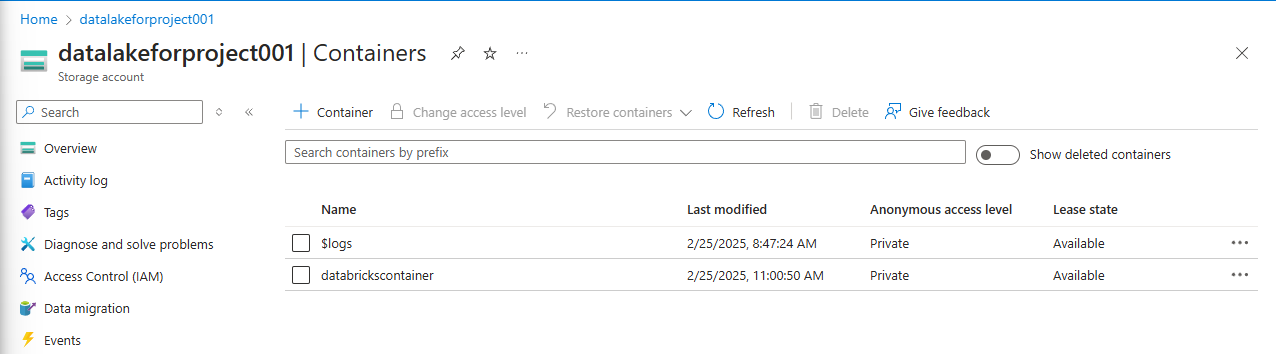 Home > datalakeforproject001
datalakeforproject001 | Containers
Storage account
Search
Container
Change access level
Restore containers
Refresh
Delete
Give feedback
Overview
Activity log
Tags
Diagnose and solve problems
Access Control (IAM)
Data migration
Events
Search containers by prefix
Show deleted containers
Name Last modified Anonymous access level Lease state
$logs 2/25/2025, 8:47:24 AM Private Available
databrickscontainer 2/25/2025, 11:00:50 AM Private Available